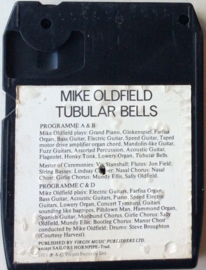 MIKE OLDFIELD
TUBULAR BELLS
PROGRAMME A & B
Mike Oldfield plays: Grand Piano, Glockenspiel, Farfisa
Organ, Bass Guitar, Electric Guitar, Speed Guitar, Taped
motor drive amplifier organ chord, Mandolin-like Guitar,
Fuzz Guitars, Assorted Percussion, Acoustic Guitar,
Flageolet, Honky-Tonk, Lowrey Organ, Tubular Bells.
Master of Ceremonies: Viv Stanshall; Flutes: Jon Field;
String Basses: Lindsay Cooper; Nasal Chorus: Nasal
Choir; Girlie Chorus: Mundy Ellis, Sally Oldfield.
PROGRAMME C & D
Mike Oldfield plays: Electric Guitars, Farfisa Organ,
Bass Guitar, Acoustic Guitars, Piano, Speed Electric
Guitars, Lowrey Organ, Concert Tympani, Guitars
sounding like bagpipes, Piltdown Man, Hammond Organ,
Spanish Guitar, Moribund Chorus. Girlie Chorus: Sally
Oldfield, Mundy Ellis; Bootleg Chorus: Manor Choir
Conducted by: Mike Oldfield; Drums: Steve Broughton
(Courtesy Harvest).
PUBLISHED BY VIRGIN MUSIC (PUBLISHERS) LTD.